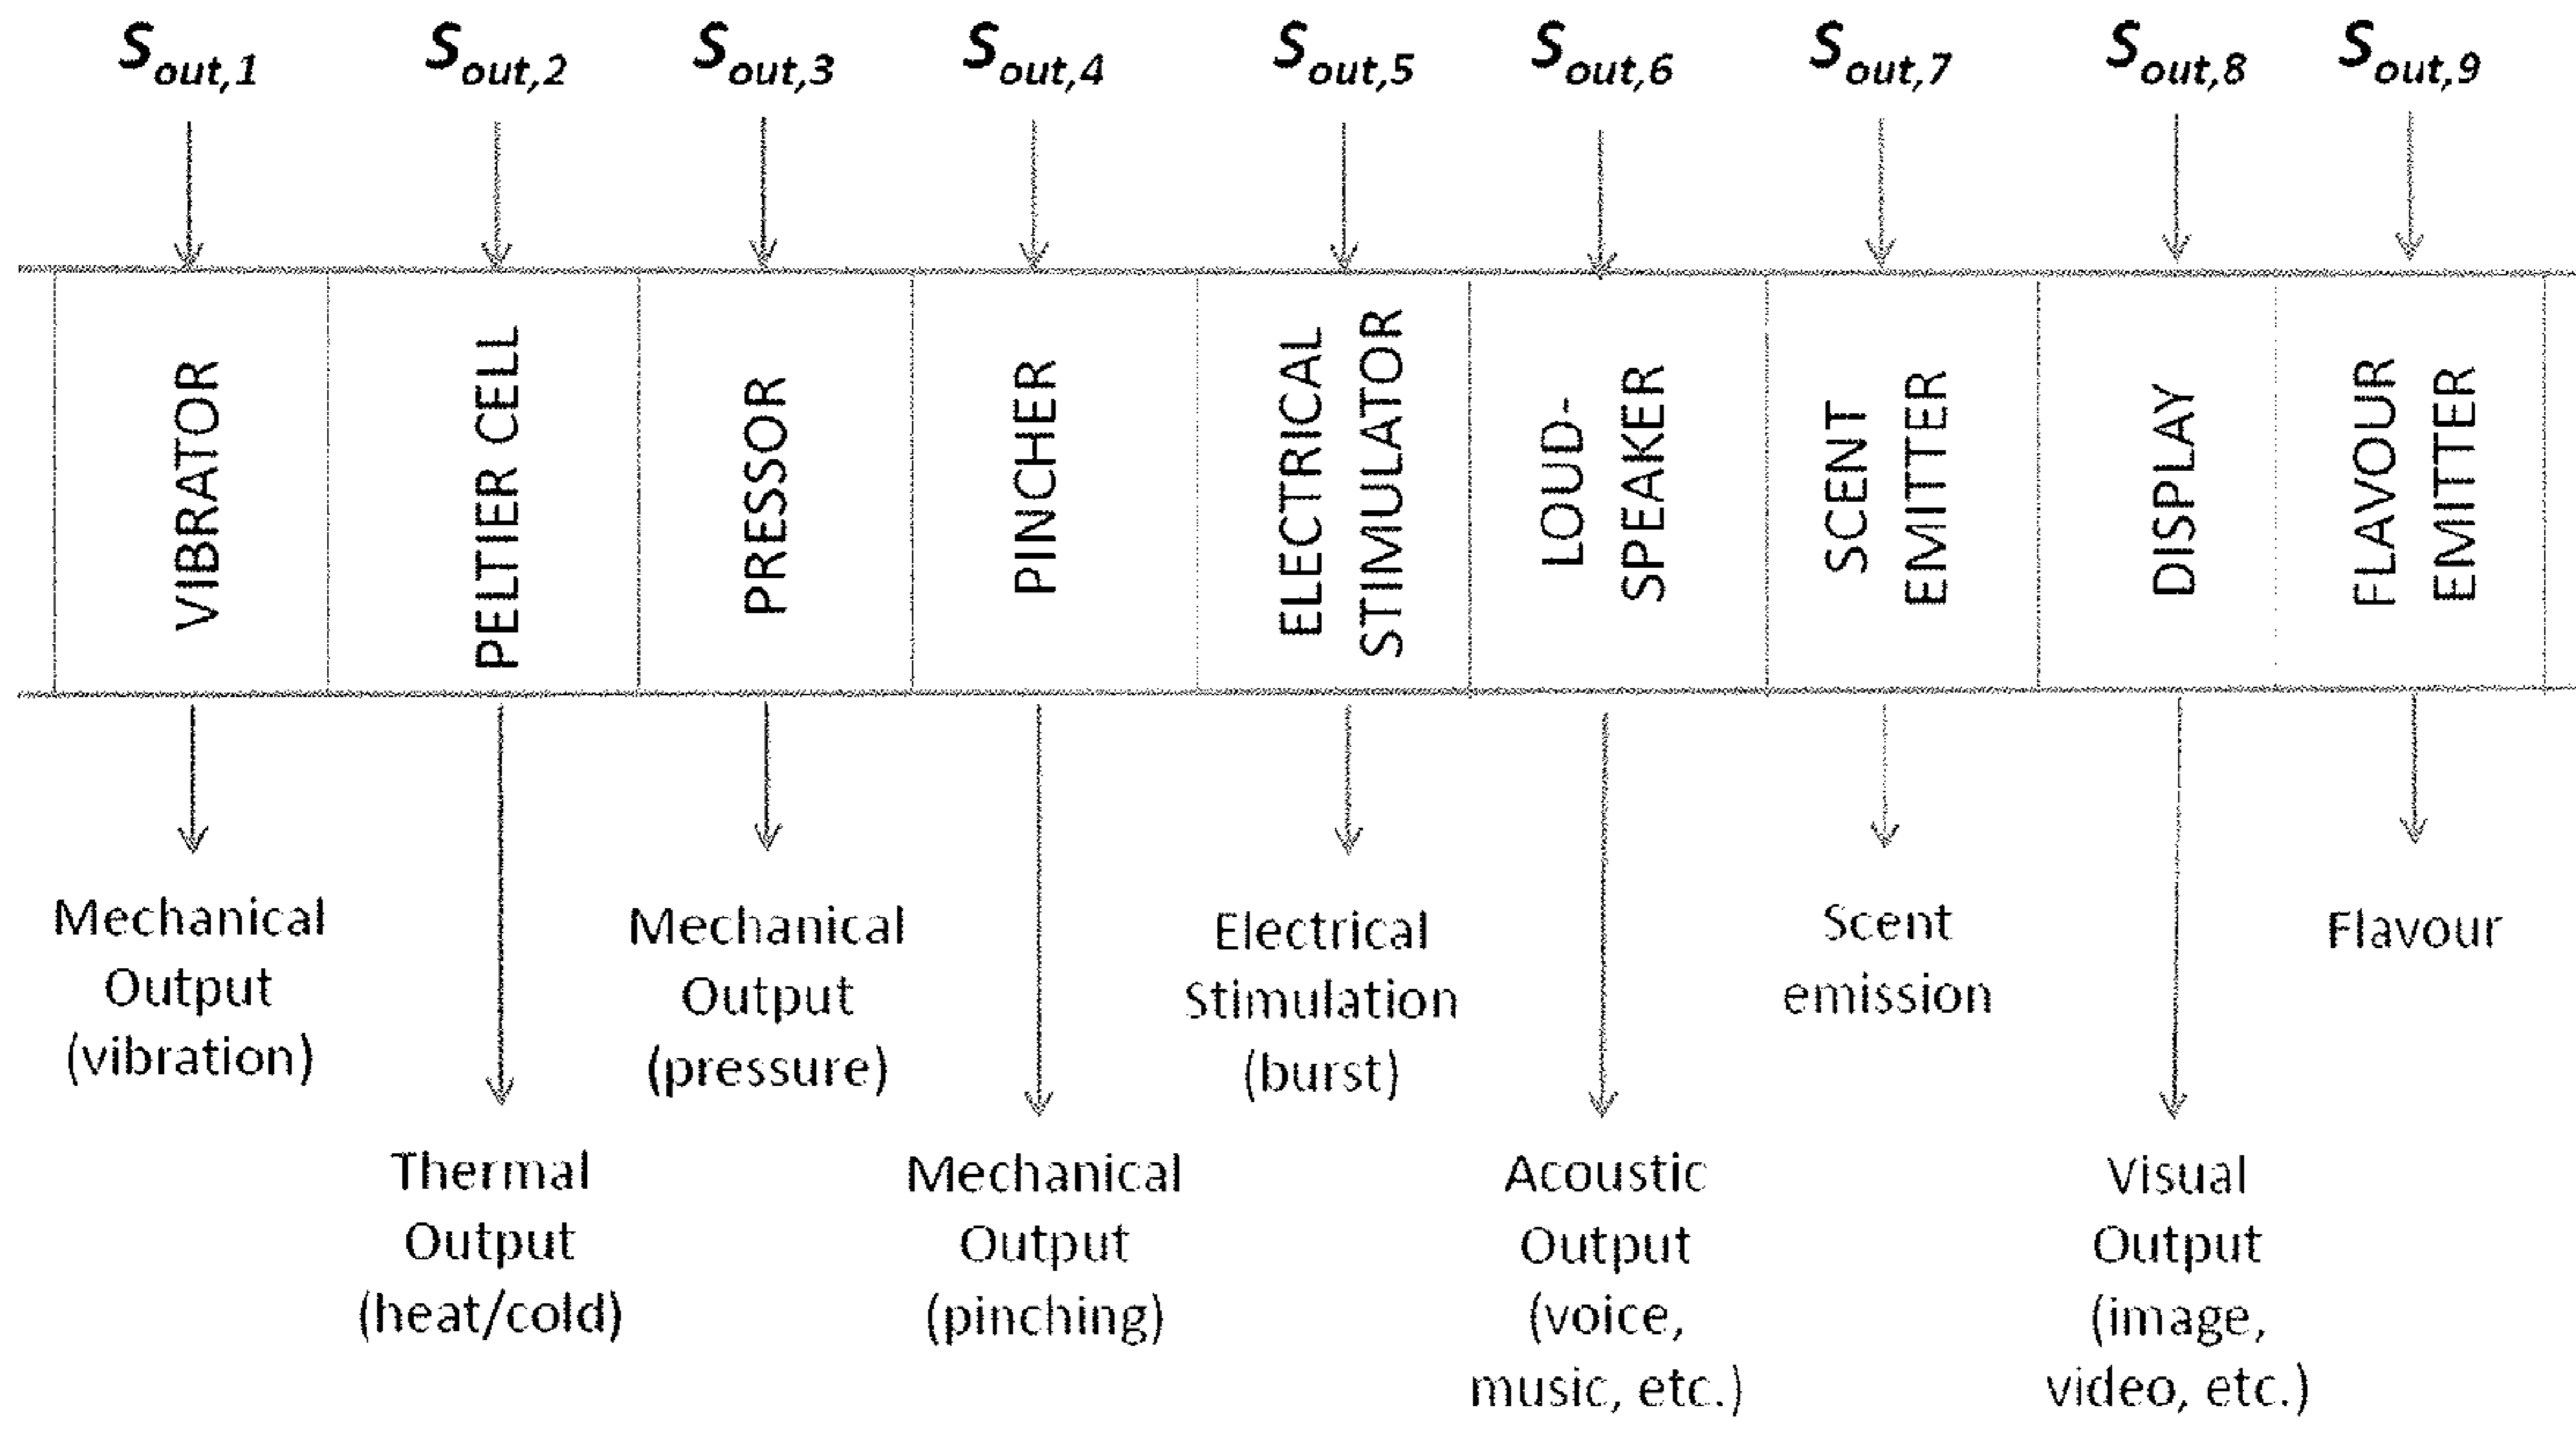 Sout,1 Sout,2 Sout,3 Sout,4 Sout,5 Sout,6 Sout,7 Sout,8 Sout,9
VIBRATOR
PELTIER CELL
PRESSOR
PINCHER
ELECTRICAL
STIMULATOR
LOUD-
SPEAKER
SCENT
EMITTER
DISPLAY
FLAVOUR
EMITTER
Mechanical
Output
(vibration)
Thermal
Output
(heat/cold)
Mechanical
Output
(pressure)
Mechanical
Output
(pinching)
Electrical
Stimulation
(burst)
Acoustic
Output
(voice,
music, etc.)
Scent
emission
Visual
Output
(image,
video, etc.)
Flavour